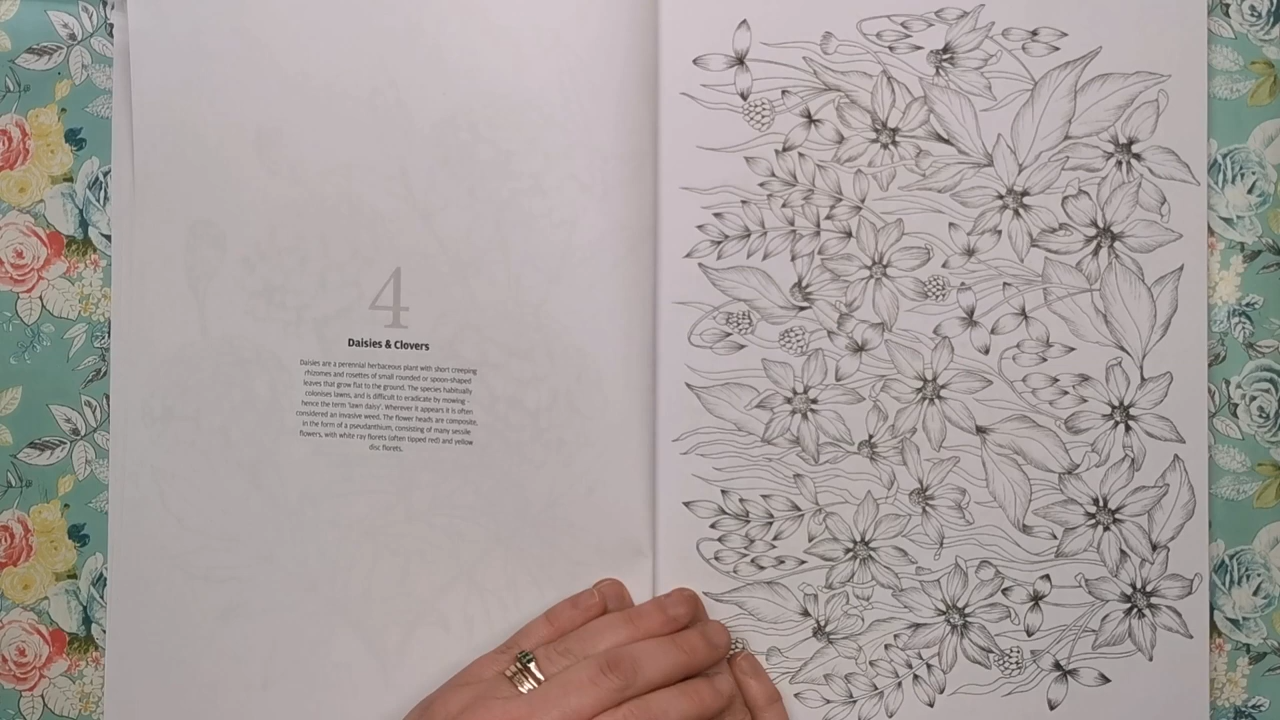 4
Daisies & Clovers
Daisies are a perennial herbaceous plant with short creeping
rhizomes and rosettes of small rounded or spoon-shaped
leaves that grow flat to the ground. The species habitually
colonises lawns, and is difficult to eradicate by mowing -
hence the term 'lawn daisy'. Wherever it appears it is often
considered an invasive weed. The flower heads are composite,
in the form of a pseudanthium, consisting of many sessile
flowers, with white ray florets (often tipped red) and yellow
disc florets.